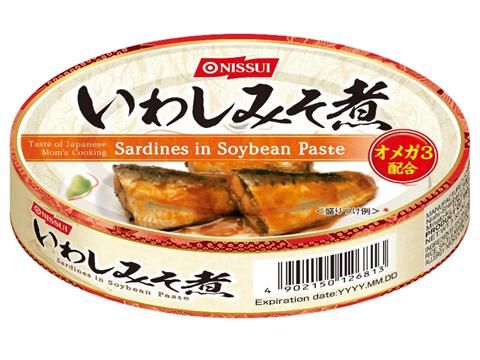 NISSUI
いわしみそ煮
Taste of Japanese
Mom's Cooking
Sardines in Soybean Paste
オメガ3
配合
<盛りつけ例>
いわしみそ煮
Sardines in Soybean Paste
4 902150 126813
Expiration date:YYYY.MM.DD